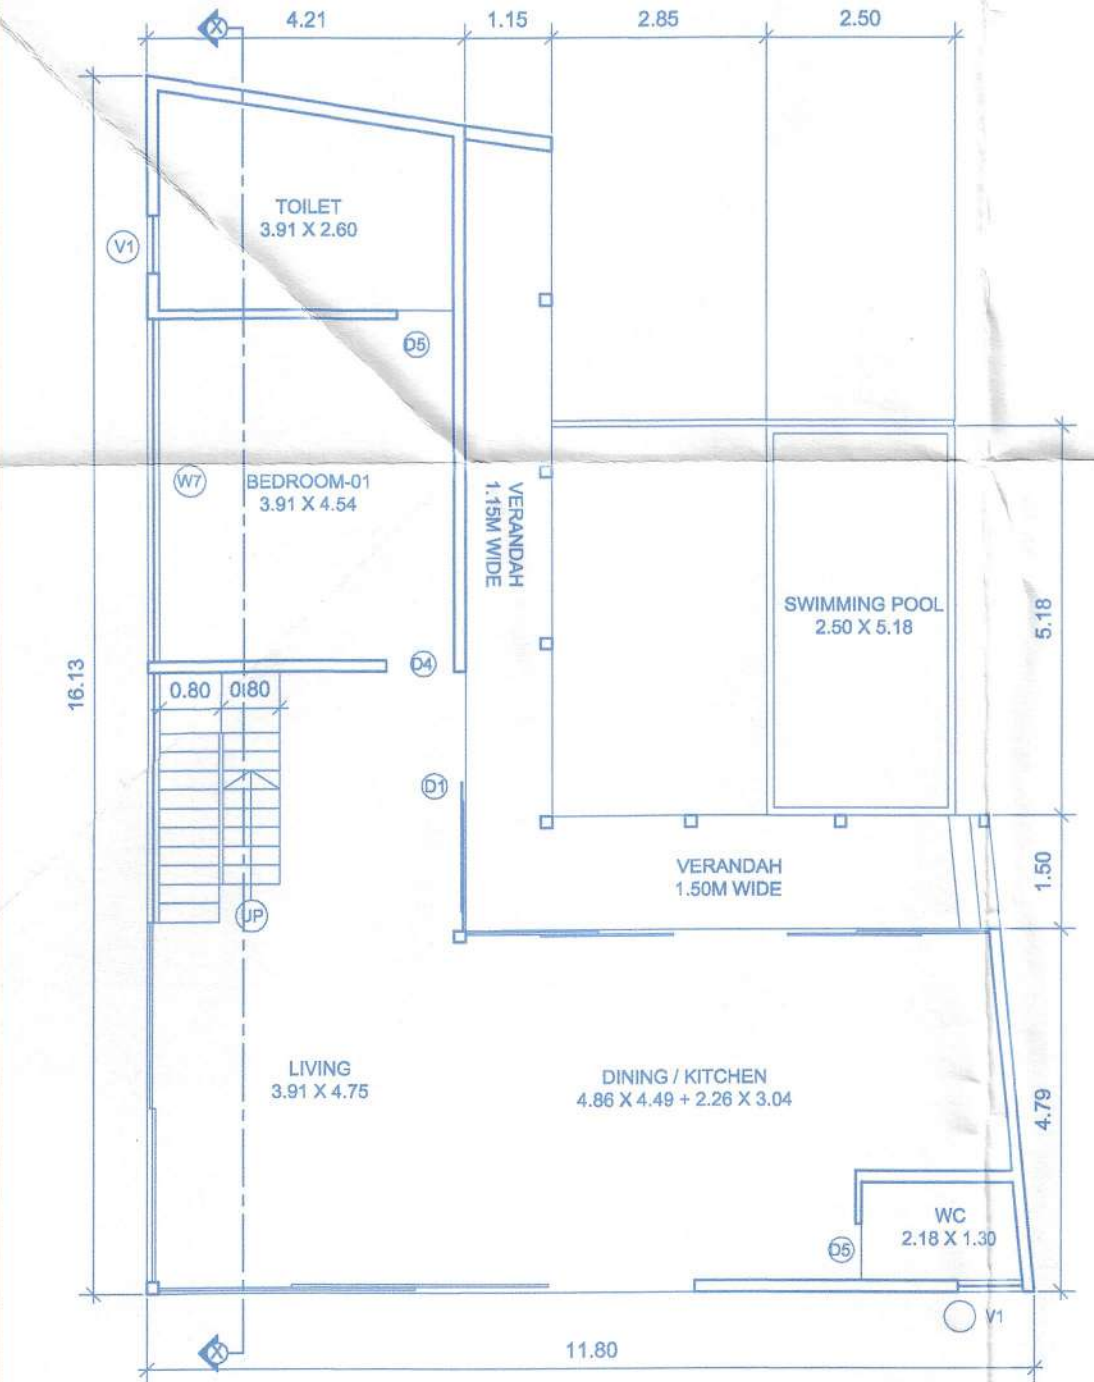 4.21
1.15
2.85
2.50
X
TOILET
3.91 X 2.60
V1
D5
W7
BEDROOM-01
3.91 X 4.54
VERANDAH
1.15M WIDE
SWIMMING POOL
2.50 X 5.18
5.18
16.13
D4
0.80
0.80
D1
VERANDAH
1.50M WIDE
1.50
UP
LIVING
3.91 X 4.75
DINING / KITCHEN
4.86 X 4.49 + 2.26 X 3.04
4.79
WC
2.18 X 1.30
D5
V1
X
11.80